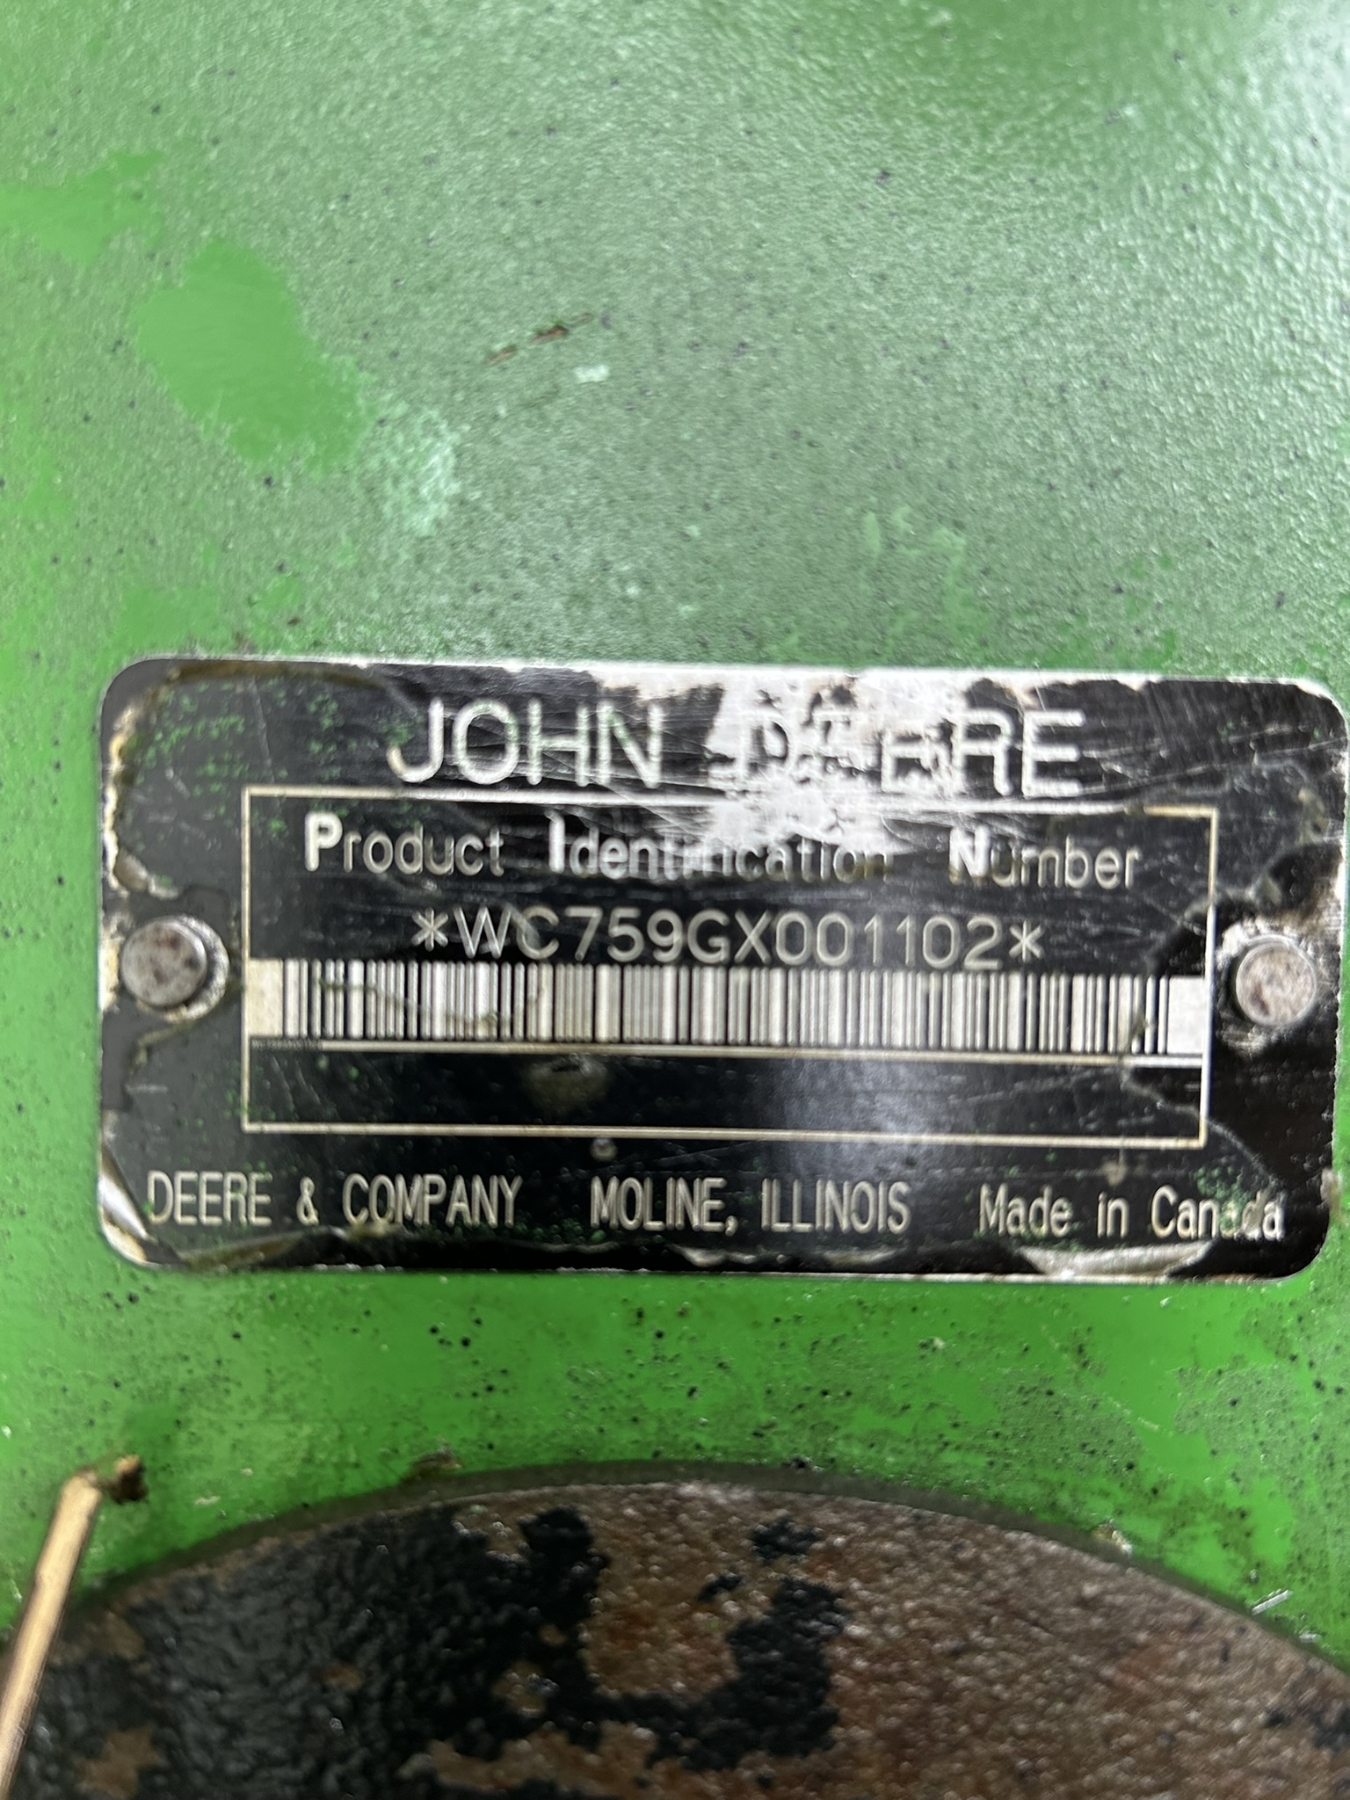 JOHN DEERE
Product Identification Number
*WC759GX001102*
DEERE & COMPANY MOLINE, ILLINOIS Made in Canada